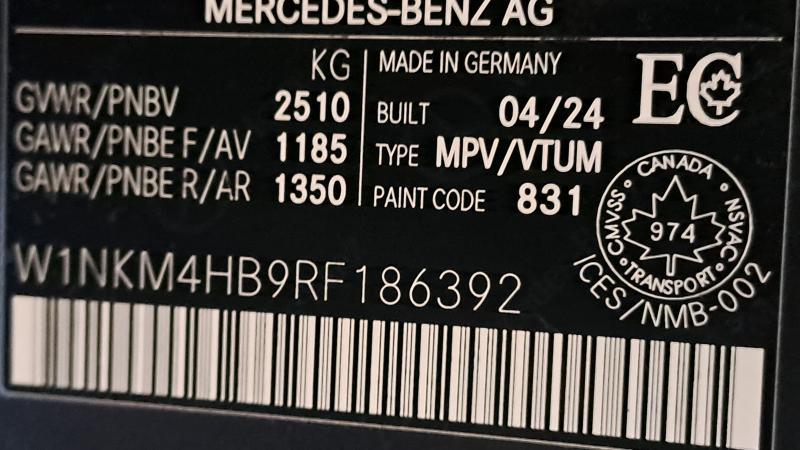 MERCEDES-BENZ AG
KG
GVWR/PNBV 2510
GAWR/PNBE F/AV 1185
GAWR/PNBE R/AR 1350
MADE IN GERMANY
BUILT 04/24
TYPE MPV/VTUM
PAINT CODE 831
EC
CANADA
CMVSS
974
NSVAC
TRANSPORT
ICES/NMB-002
W1NKM4HB9RF186392